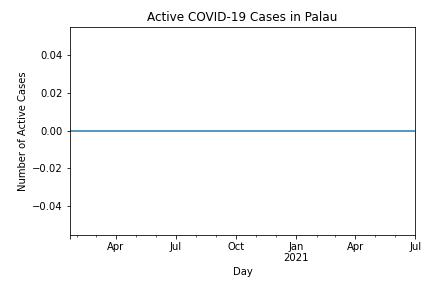 Active COVID-19 Cases in Palau
0.04
0.02
0.00
−0.02
−0.04
Number of Active Cases
Apr
Jul
Oct
Jan
2021
Apr
Jul
Day